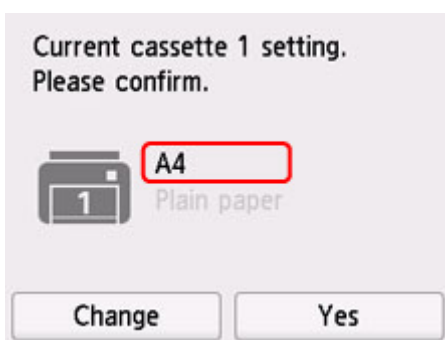 Current cassette 1 setting.
Please confirm.
A4
1
Plain paper
Change
Yes